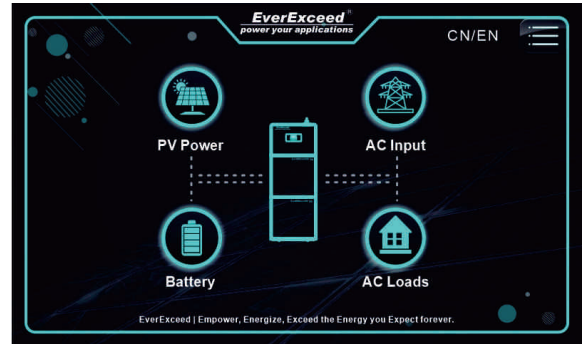 EverExceed®
power your applications
CN/EN
PV Power
AC Input
Battery
AC Loads
EverExceed | Empower, Energize, Exceed the Energy you Expect forever.